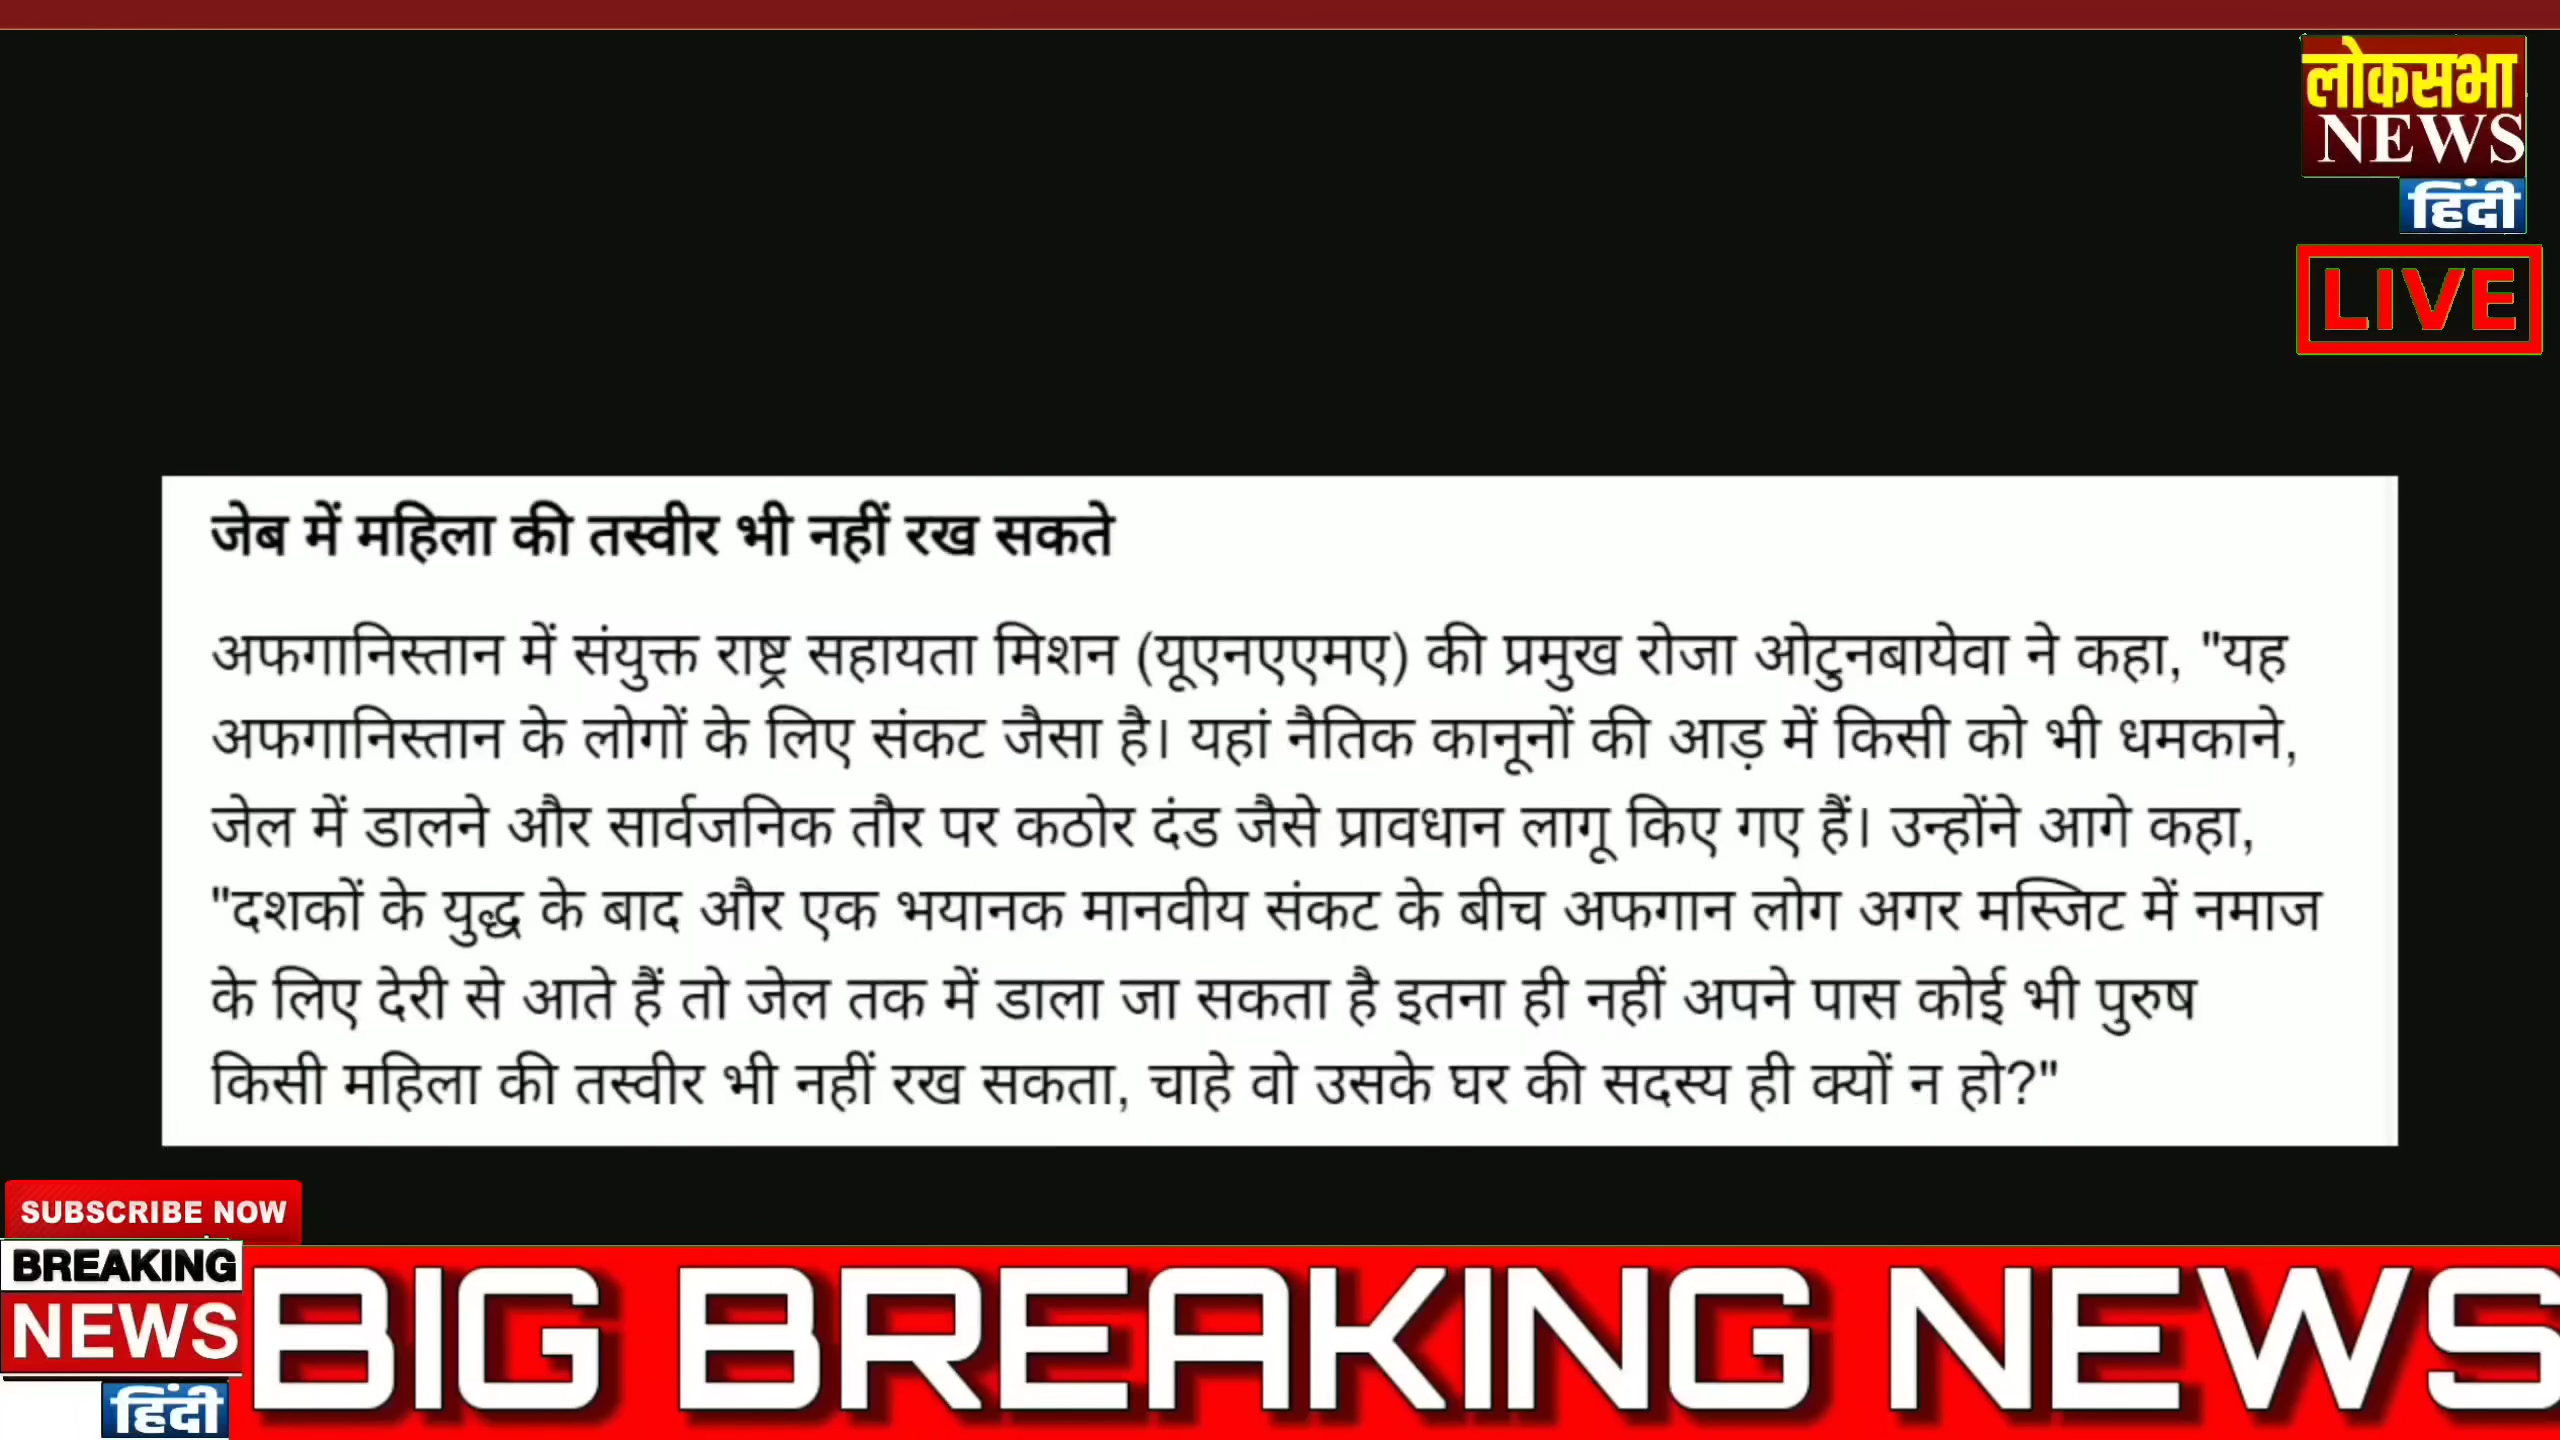 लोकसभा
NEWS
हिंदी
LIVE
जेब में महिला की तस्वीर भी नहीं रख सकते
अफगानिस्तान में संयुक्त राष्ट्र सहायता मिशन (यूएनएएमए) की प्रमुख रोजा ओटुनबायेवा ने कहा, "यह
अफगानिस्तान के लोगों के लिए संकट जैसा है। यहां नैतिक कानूनों की आड़ में किसी को भी धमकाने,
जेल में डालने और सार्वजनिक तौर पर कठोर दंड जैसे प्रावधान लागू किए गए हैं। उन्होंने आगे कहा,
"दशकों के युद्ध के बाद और एक भयानक मानवीय संकट के बीच अफगान लोग अगर मस्जिट में नमाज
के लिए देरी से आते हैं तो जेल तक में डाला जा सकता है इतना ही नहीं अपने पास कोई भी पुरुष
किसी महिला की तस्वीर भी नहीं रख सकता, चाहे वो उसके घर की सदस्य ही क्यों न हो?"
SUBSCRIBE NOW
BREAKING
NEWS
हिंदी
BIG BREAKING NEWS